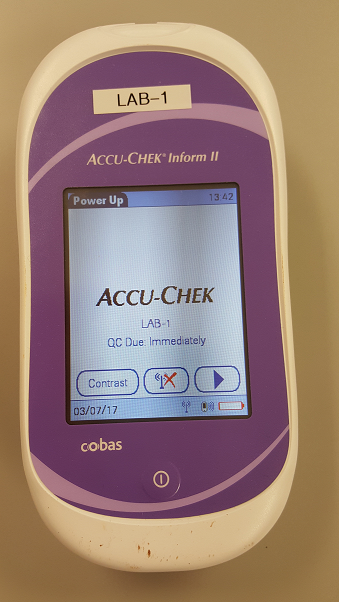 LAB-1
ACCU-CHEK® Inform II
Power Up 13:42
ACCU-CHEK
LAB-1
QC Due: Immediately
Contrast
03/07/17
cobas